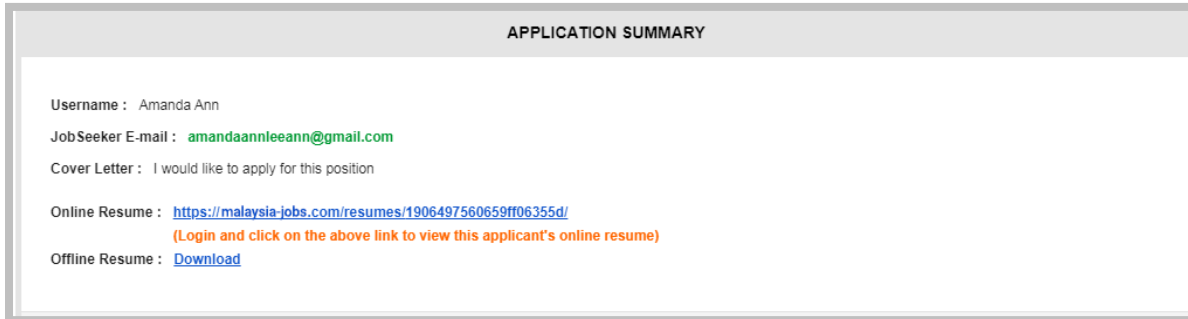 APPLICATION SUMMARY
Username : Amanda Ann
JobSeeker E-mail : amandaannleeann@gmail.com
Cover Letter : I would like to apply for this position
Online Resume : https://malaysia-jobs.com/resumes/1906497560659ff06355d/
(Login and click on the above link to view this applicant's online resume)
Offline Resume : Download